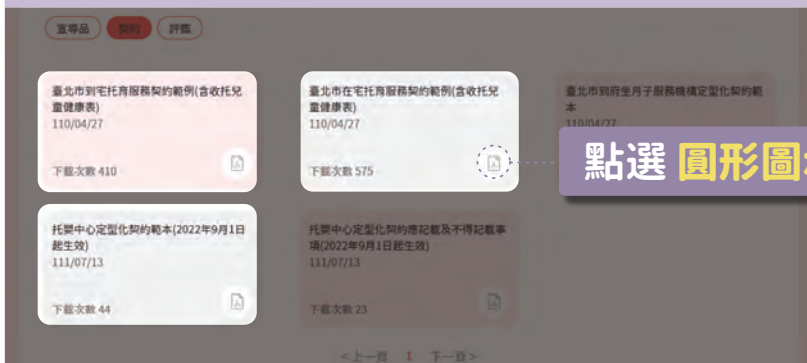 宣導品 契約 評鑑
臺北市到宅托育服務契約範例(含收托兒
童健康表)
110/04/27
下載次數 410
臺北市在宅托育服務契約範例(含收托兒
童健康表)
110/04/27
下載次數 575
臺北市到府坐月子服務機構定型化契約範
本
110/04/27
點選 圓形圖
托嬰中心定型化契約範本(2022年9月1日
起生效)
111/07/13
下載次數 44
托嬰中心定型化契約應記載及不得記載事
項(2022年9月1日起生效)
111/07/13
下載次數 23
<上一頁 1 下一頁>